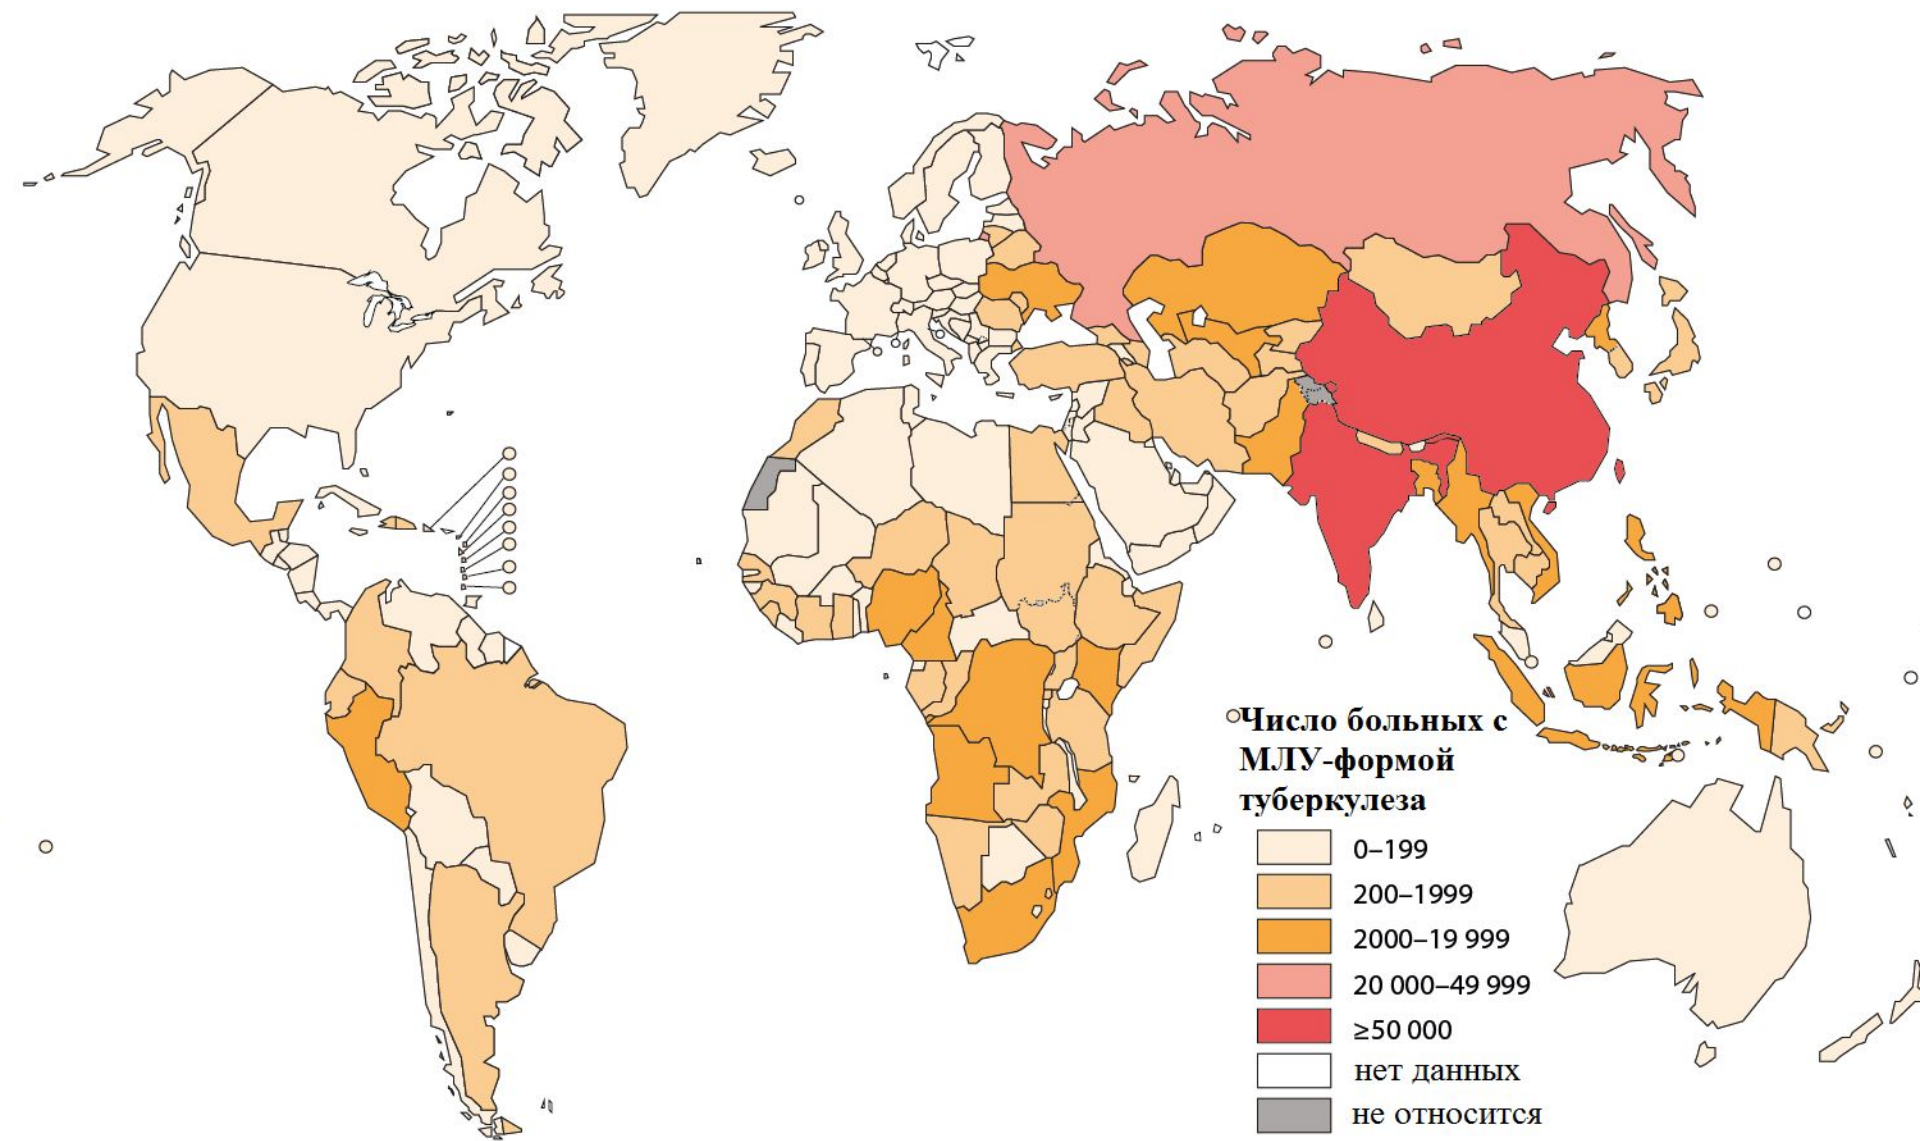 Число больных с
МЛУ-формой
туберкулеза
0–199
200–1999
2000–19 999
20 000–49 999
≥50 000
нет данных
не относится